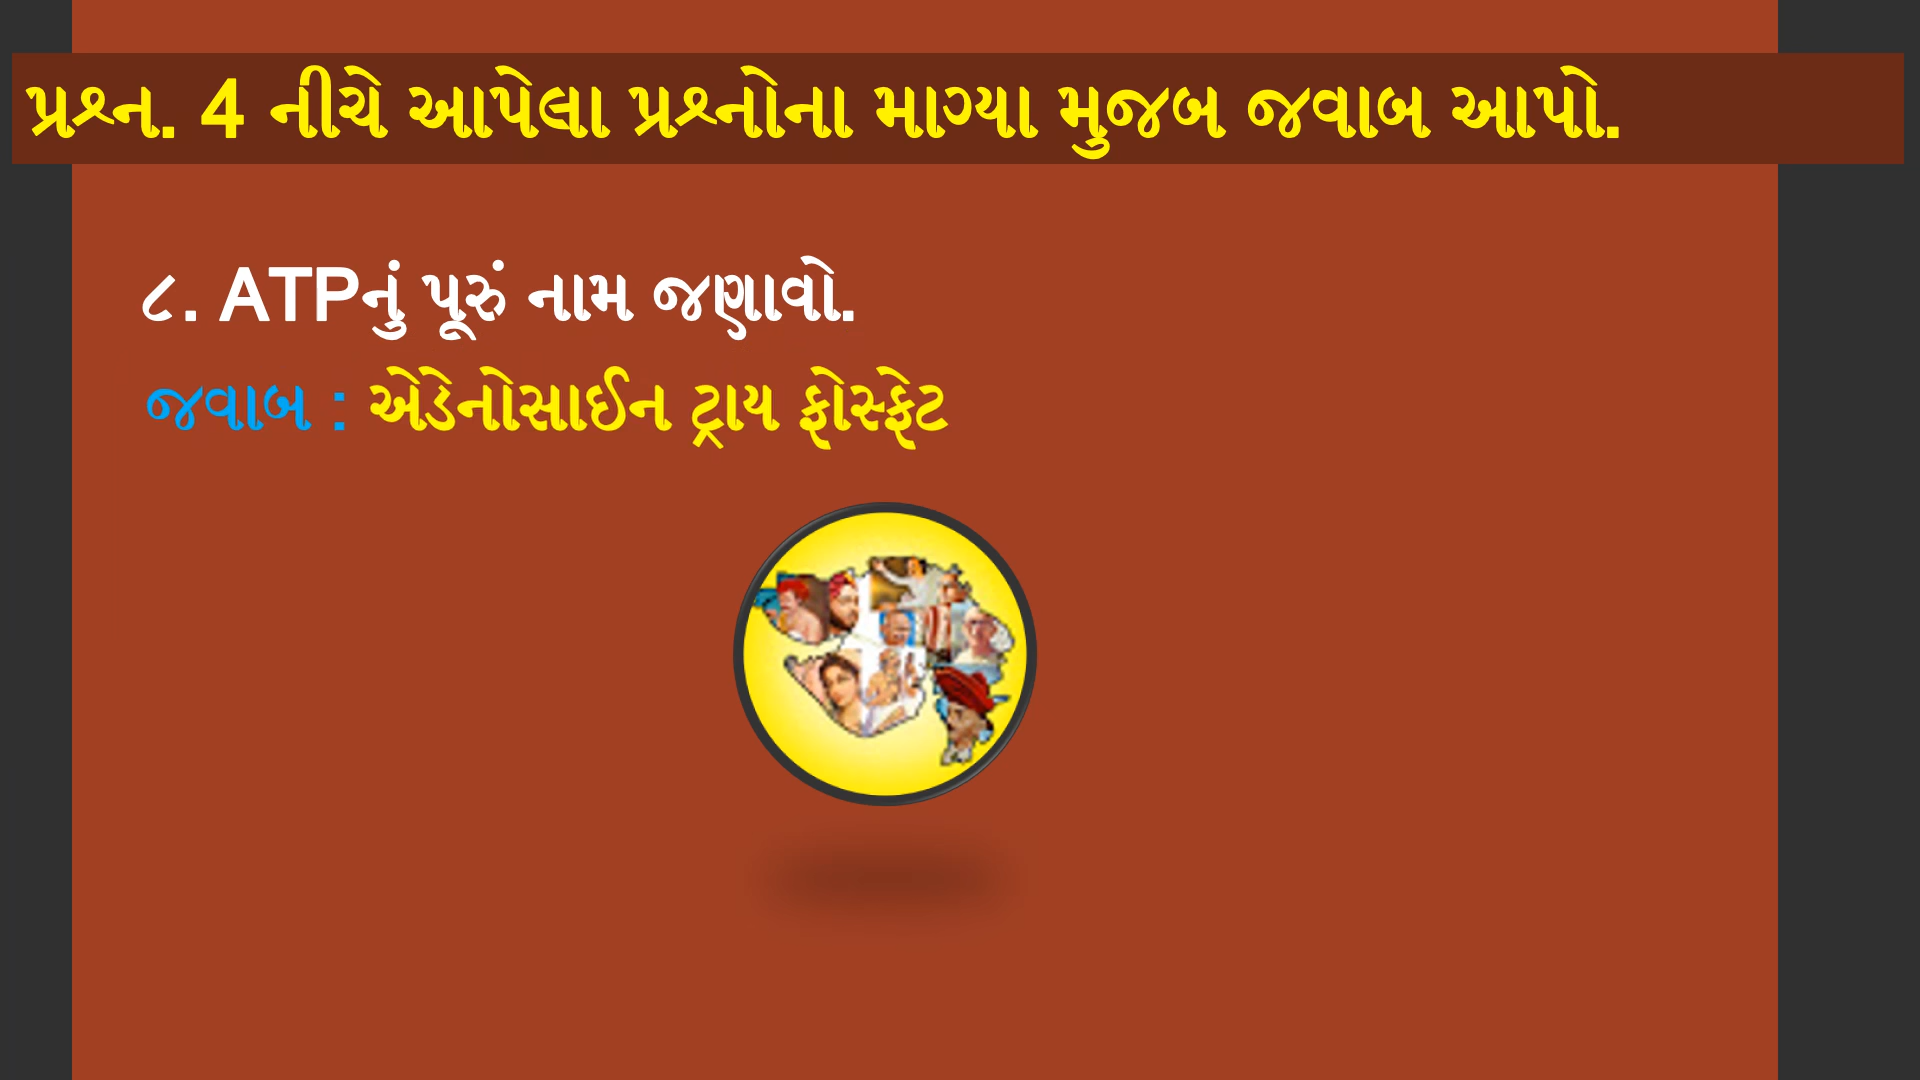 પ્રશ્ન. 4 નીચે આપેલા પ્રશ્નોના માગ્યા મુજબ જવાબ આપો.
૮. ATPનું પૂરું નામ જણાવો.
જવાબ : એડેનોસાઈન ટ્રાય ફોસ્ફેટ